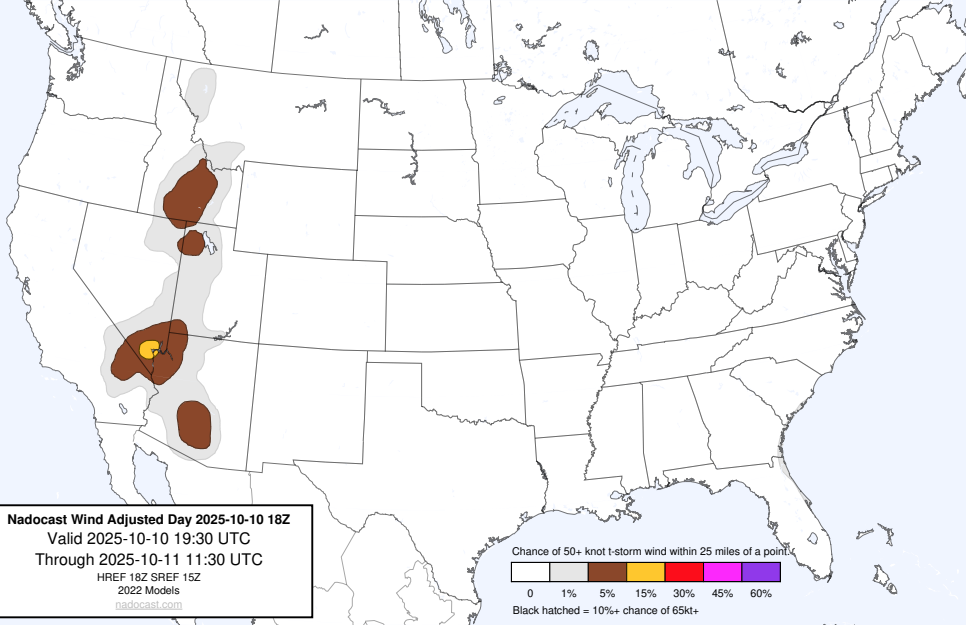 Nadocast Wind Adjusted Day 2025-10-10 18Z
Valid 2025-10-10 19:30 UTC
Through 2025-10-11 11:30 UTC
HREF 18Z SREF 15Z
2022 Models
nadocast.com
Chance of 50+ knot t-storm wind within 25 miles of a point.
0 1% 5% 15% 30% 45% 60%
Black hatched = 10%+ chance of 65kt+